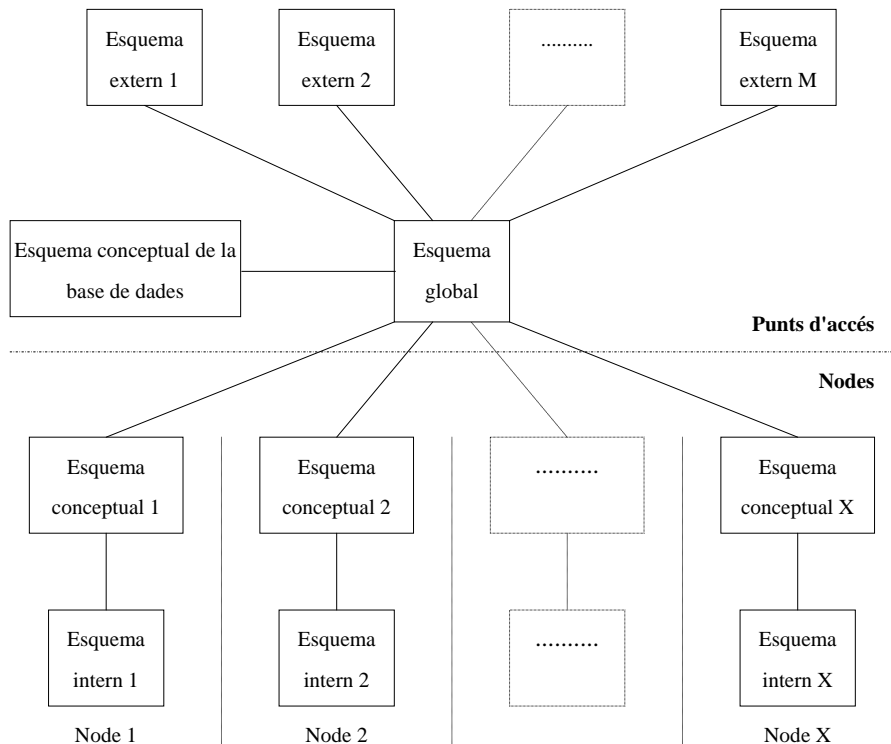 Esquema
extern 1
Esquema
extern 2
..........
Esquema
extern M
Esquema conceptual de la
base de dades
Esquema
global
Punts d'accés
Nodes
Esquema
conceptual 1
Esquema
conceptual 2
..........
Esquema
conceptual X
Esquema
intern 1
Esquema
intern 2
..........
Esquema
intern X
Node 1
Node 2
Node X